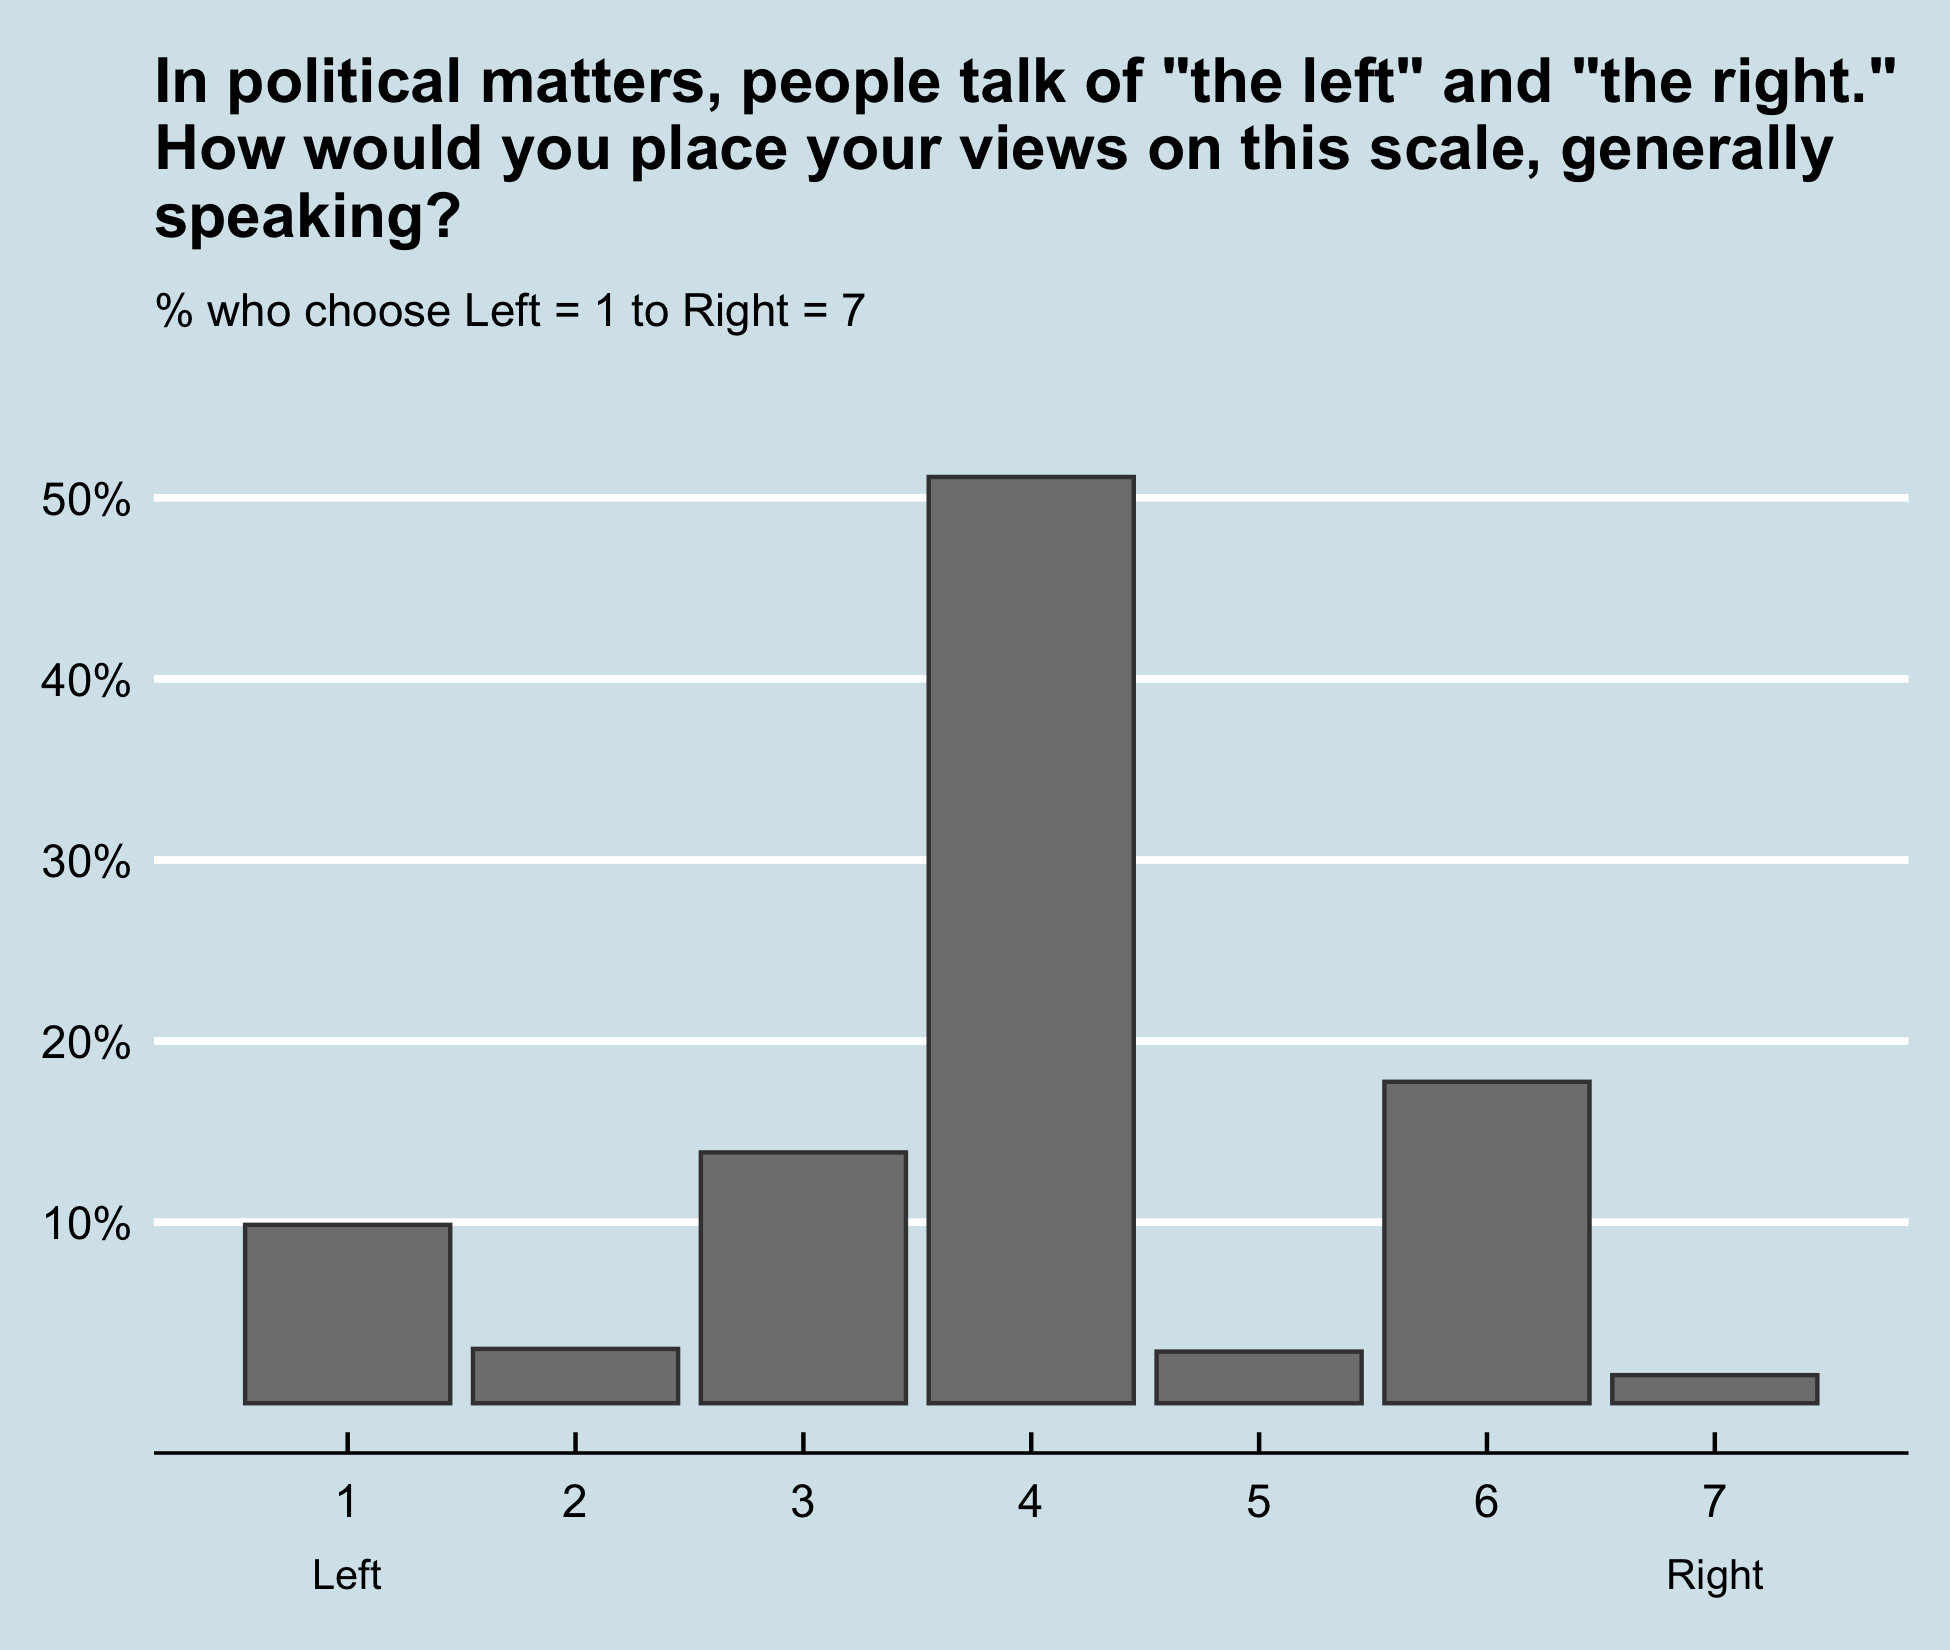 In political matters, people talk of "the left" and "the right."
How would you place your views on this scale, generally
speaking?
% who choose Left = 1 to Right = 7
50%
40%
30%
20%
10%
1 2 3 4 5 6 7
Left Right